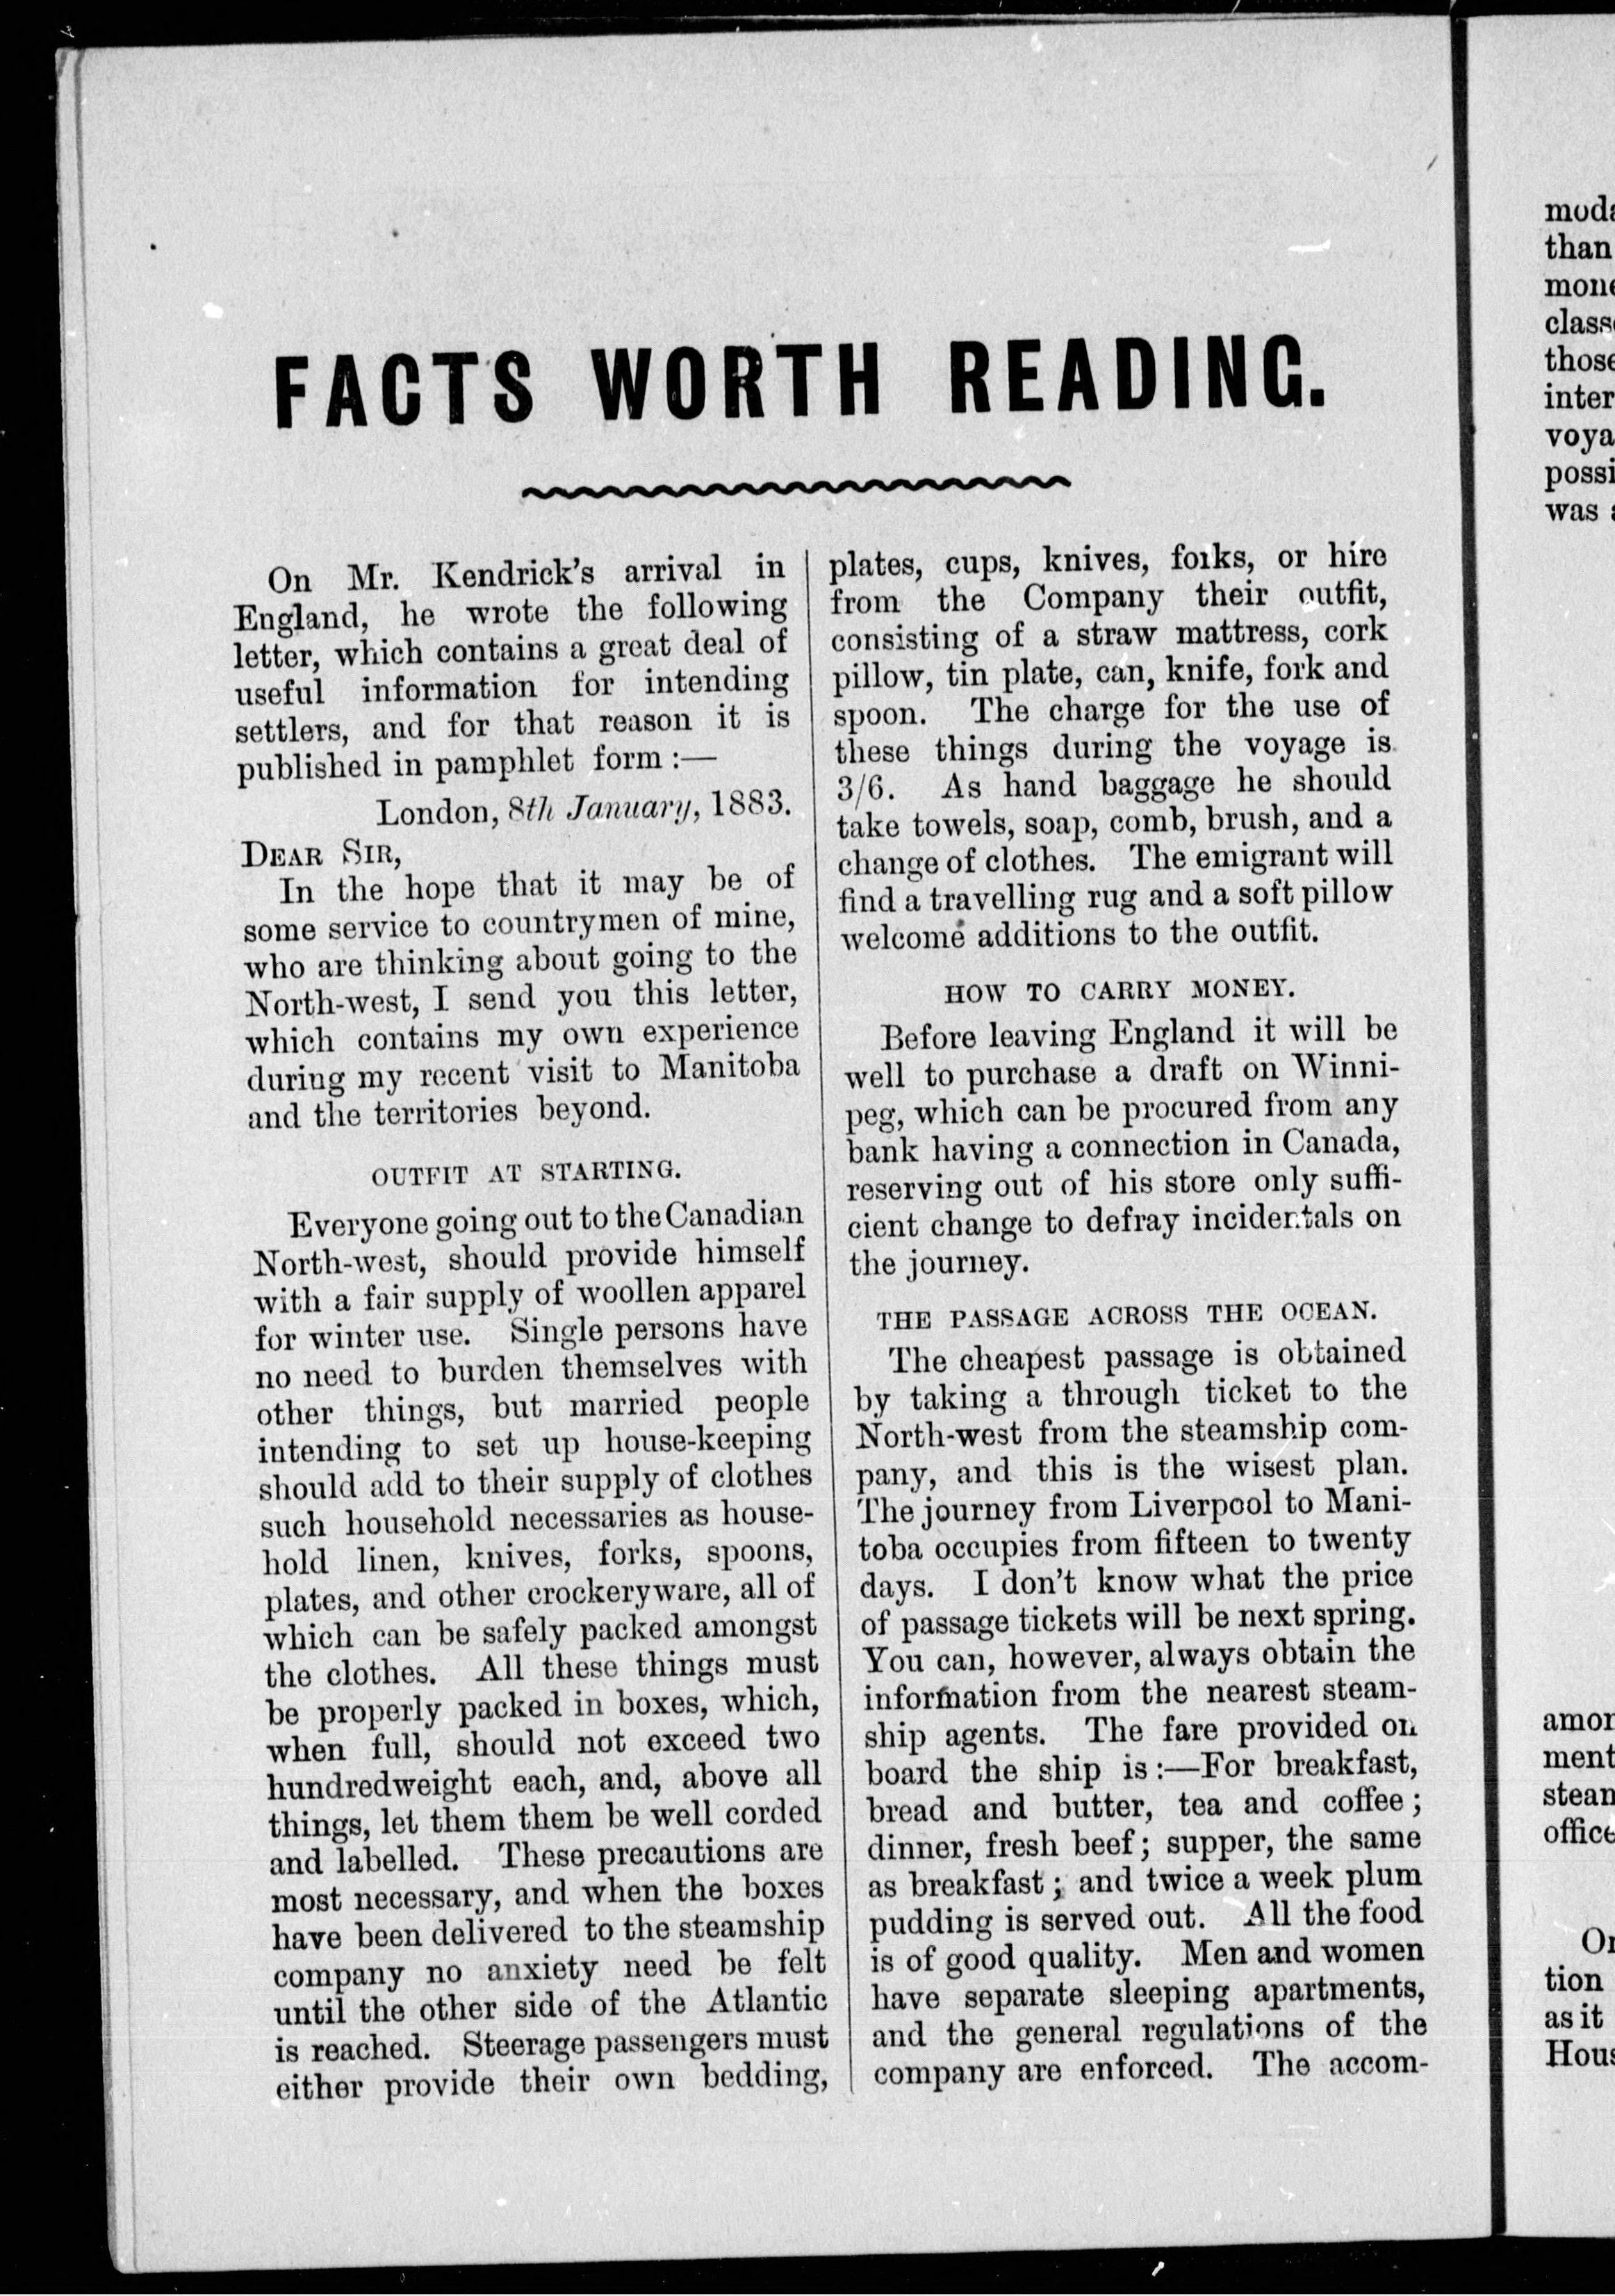 FACTS WORTH READING.
On Mr. Kendrick's arrival in
England, he wrote the following
letter, which contains a great deal of
useful information for intending
settlers, and for that reason it is
published in pamphlet form :—
London, 8th January, 1883.
DEAR SIR,
In the hope that it may be of
some service to countrymen of mine,
who are thinking about going to the
North-west, I send you this letter,
which contains my own experience
during my recent visit to Manitoba
and the territories beyond.
OUTFIT AT STARTING.
Everyone going out to the Canadian
North-west, should provide himself
with a fair supply of woollen apparel
for winter use. Single persons have
no need to burden themselves with
other things, but married people
intending to set up house-keeping
should add to their supply of clothes
such household necessaries as house-
hold linen, knives, forks, spoons,
plates, and other crockeryware, all of
which can be safely packed amongst
the clothes. All these things must
be properly packed in boxes, which,
when full, should not exceed two
hundredweight each, and, above all
things, let them them be well corded
and labelled. These precautions are
most necessary, and when the boxes
have been delivered to the steamship
company no anxiety need be felt
until the other side of the Atlantic
is reached. Steerage passengers must
either provide their own bedding,
plates, cups, knives, forks, or hire
from the Company their outfit,
consisting of a straw mattress, cork
pillow, tin plate, can, knife, fork and
spoon. The charge for the use of
these things during the voyage is
3/6. As hand baggage he should
take towels, soap, comb, brush, and a
change of clothes. The emigrant will
find a travelling rug and a soft pillow
welcome additions to the outfit.
HOW TO CARRY MONEY.
Before leaving England it will be
well to purchase a draft on Winni-
peg, which can be procured from any
bank having a connection in Canada,
reserving out of his store only suffi-
cient change to defray incidentals on
the journey.
THE PASSAGE ACROSS THE OCEAN.
The cheapest passage is obtained
by taking a through ticket to the
North-west from the steamship com-
pany, and this is the wisest plan.
The journey from Liverpool to Mani-
toba occupies from fifteen to twenty
days. I don't know what the price
of passage tickets will be next spring.
You can, however, always obtain the
information from the nearest steam-
ship agents. The fare provided on
board the ship is :—For breakfast,
bread and butter, tea and coffee ;
dinner, fresh beef ; supper, the same
as breakfast ; and twice a week plum
pudding is served out. All the food
is of good quality. Men and women
have separate sleeping apartments,
and the general regulations of the
company are enforced. The accom-
than
those
was
tion
as it